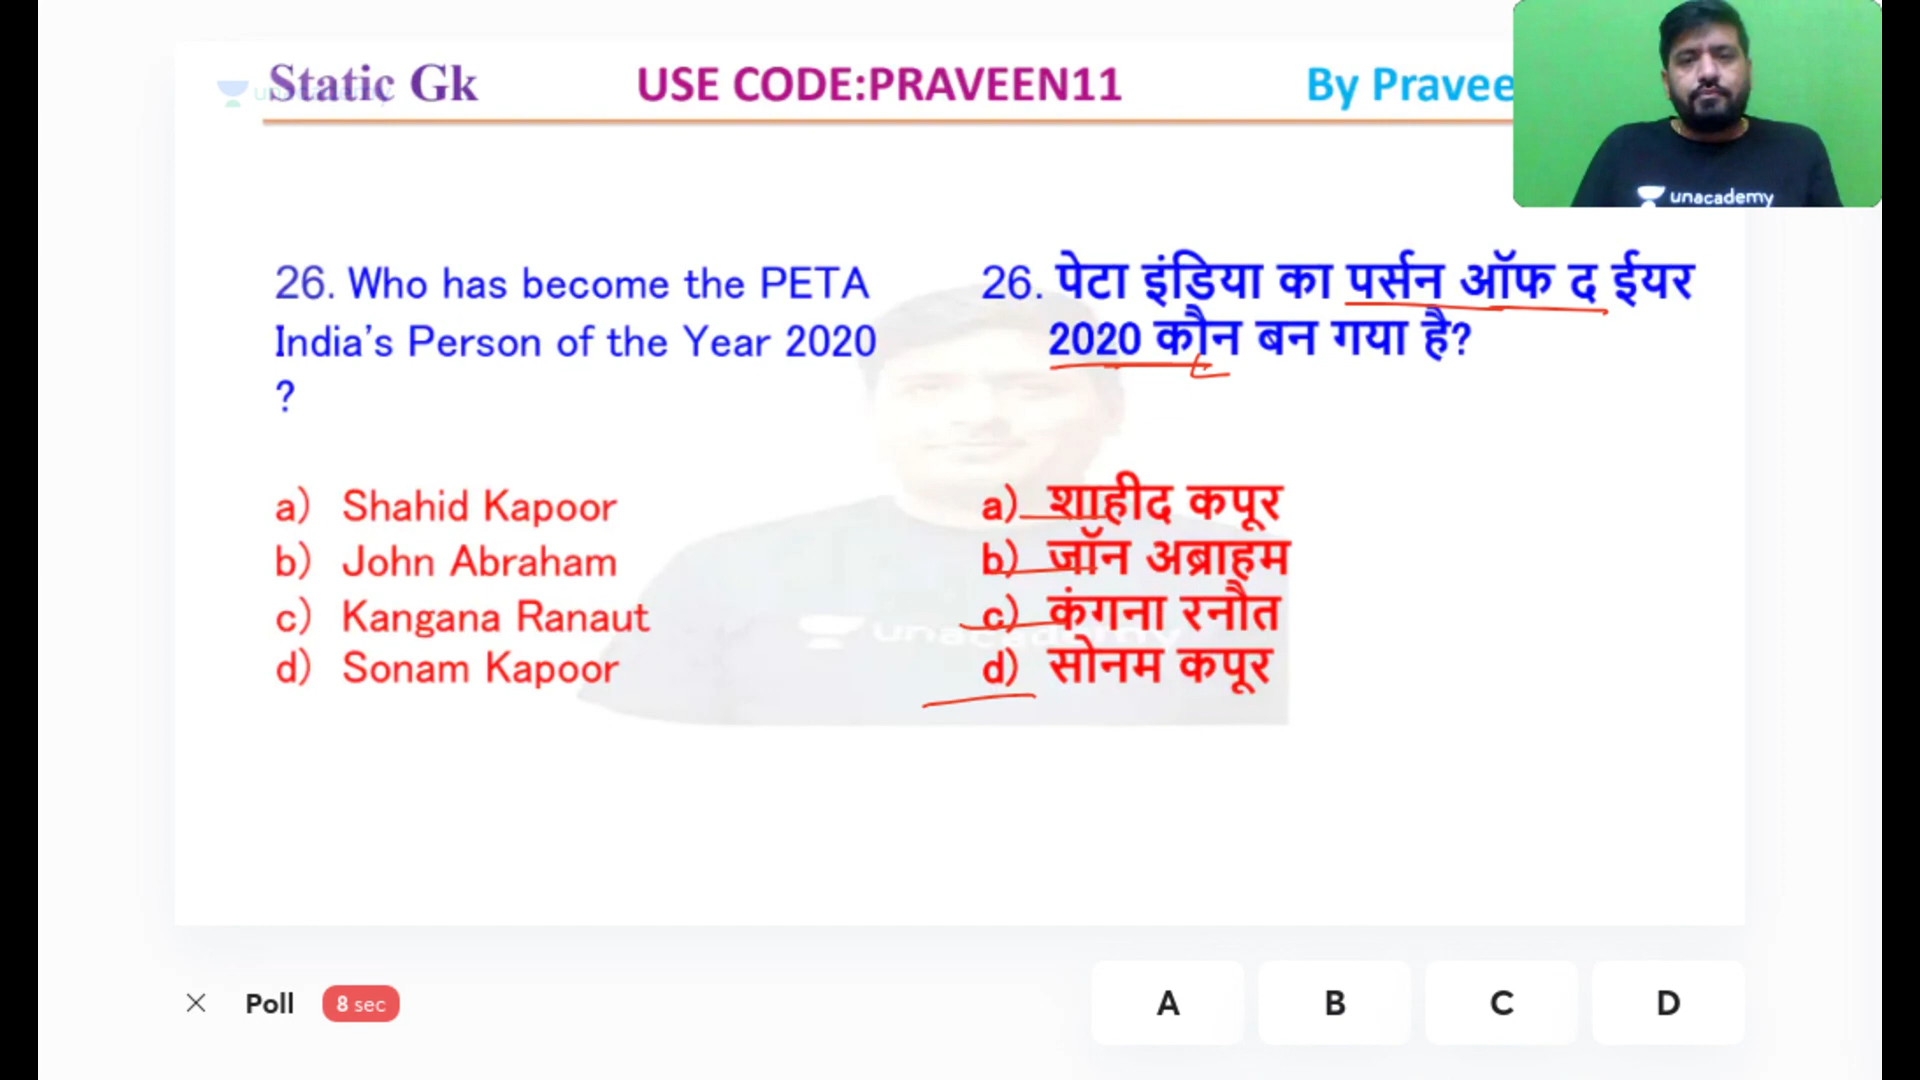 Static Gk
USE CODE:PRAVEEN11
By Pravee
unacademy
26. Who has become the PETA
India's Person of the Year 2020
?
a) Shahid Kapoor
b) John Abraham
c) Kangana Ranaut
d) Sonam Kapoor
26. पेटा इंडिया का पर्सन ऑफ द ईयर
2020 कौन बन गया है?
a) शाहीद कपूर
b) जॉन अब्राहम
c) कंगना रनौत
d) सोनम कपूर
unacademy
Poll
8 sec
A
B
C
D